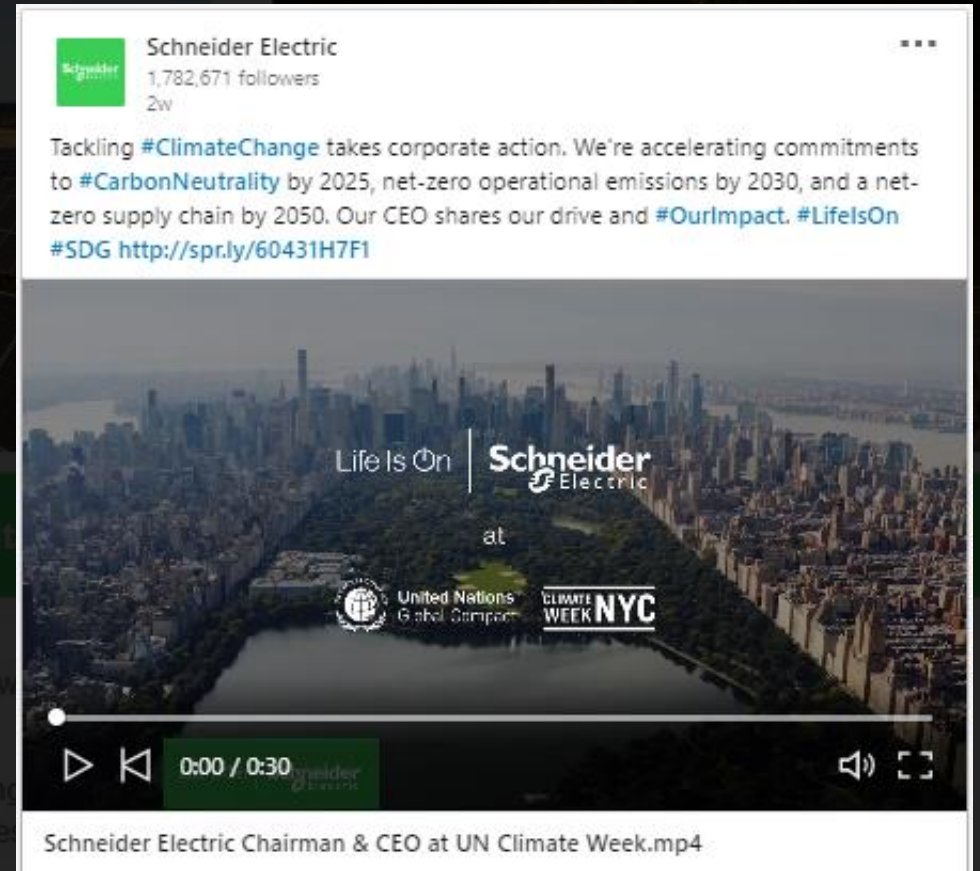 Schneider Electric
Schneider Electric
1,782,671 followers
2w
Tackling #ClimateChange takes corporate action. We're accelerating commitments
to #CarbonNeutrality by 2025, net-zero operational emissions by 2030, and a net-
zero supply chain by 2050. Our CEO shares our drive and #OurImpact. #LifeIsOn
#SDG http://spr.ly/60431H7F1
Life Is On | Schneider Electric
at
United Nations
Global Compact
CLIMATE
WEEK NYC
0:00 / 0:30
Schneider Electric Chairman & CEO at UN Climate Week.mp4